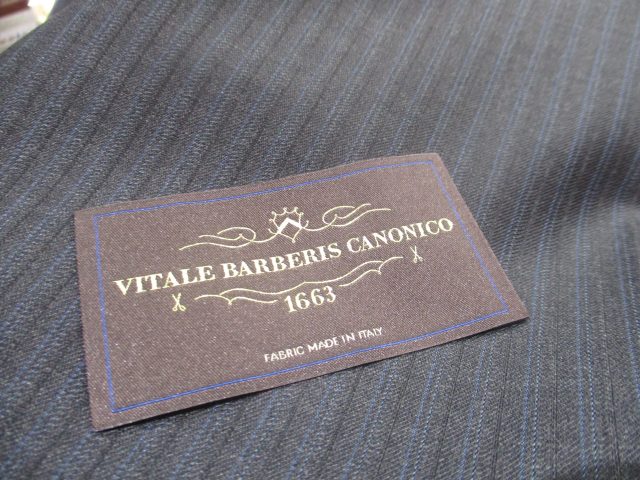 VITALE BARBERIS CANONICO
1663
FABRIC MADE IN ITALY